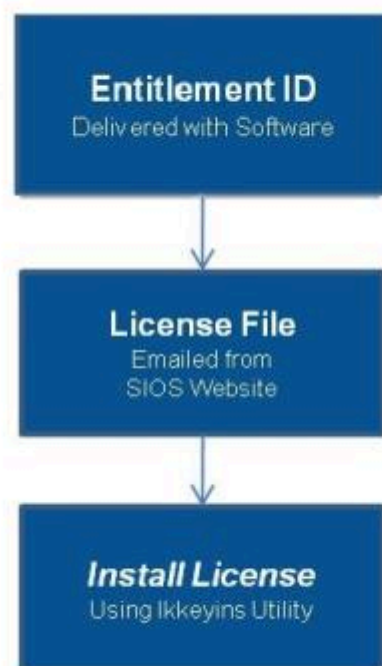 Entitlement ID
Delivered with Software
License File
Emailed from
SIOS Website
Install License
Using lkkeyins Utility